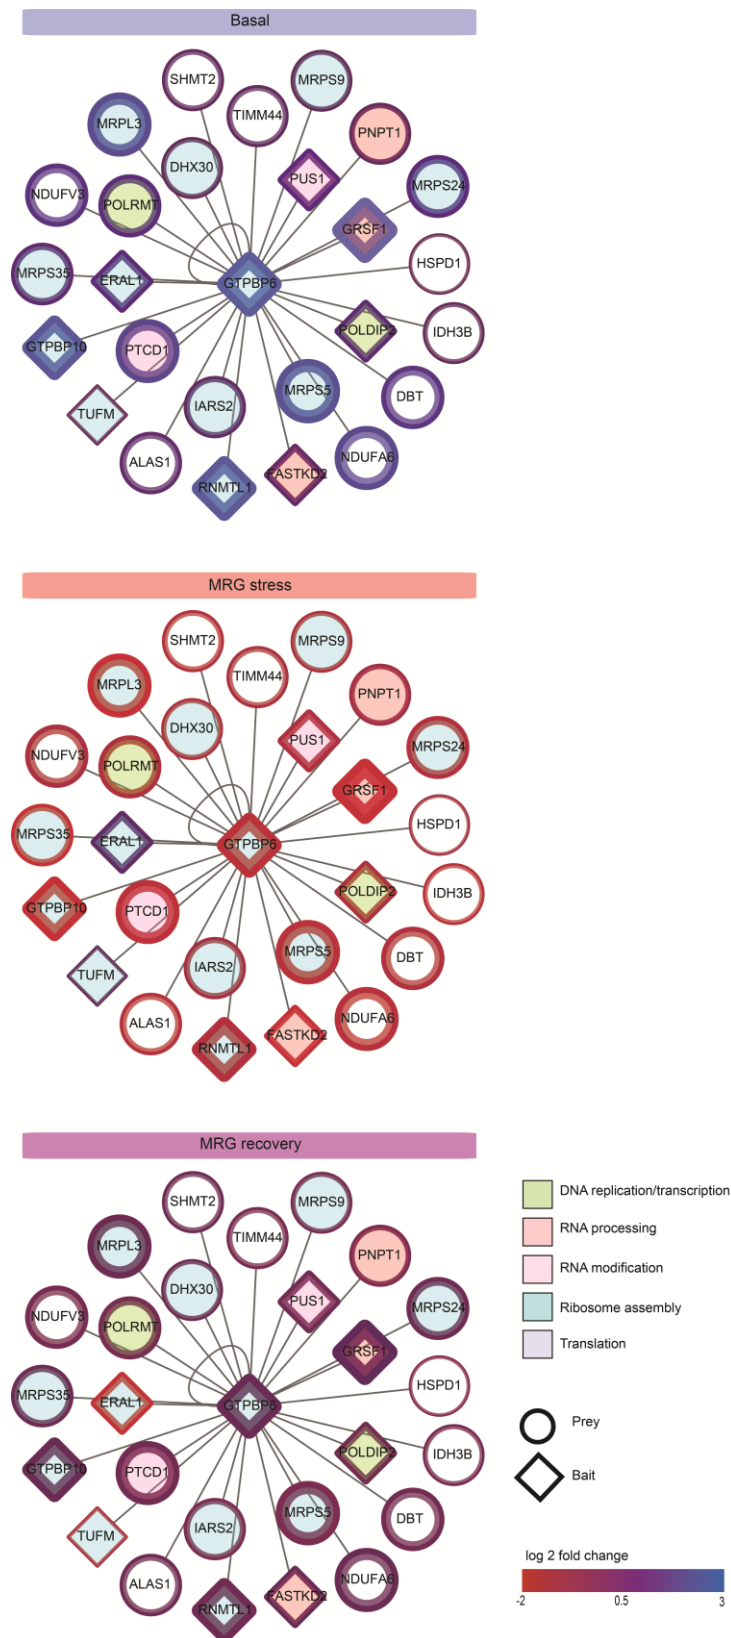 Basal
SHMT2
MRPS9
TIMM44
MRPL3
PNPT1
DHX30
PUS1
MRPS24
NDUFV3
POLRMT
GRSF1
HSPD1
MRPS35
ERAL1
GTPBP6
POLDIP2
IDH3B
GTPBP10
PTCD1
MRPS5
DBT
TUFM
IARS2
ALAS1
NDUFA6
RNMTL1
FASTKD2
MRG stress
SHMT2
MRPS9
TIMM44
MRPL3
PNPT1
DHX30
PUS1
MRPS24
NDUFV3
POLRMT
GRSF1
HSPD1
MRPS35
ERAL1
GTPBP6
POLDIP2
IDH3B
GTPBP10
PTCD1
MRPS5
DBT
TUFM
IARS2
ALAS1
NDUFA6
RNMTL1
FASTKD2
MRG recovery
SHMT2
MRPS9
TIMM44
MRPL3
PNPT1
DHX30
PUS1
MRPS24
NDUFV3
POLRMT
GRSF1
HSPD1
MRPS35
ERAL1
GTPBP6
POLDIP2
IDH3B
GTPBP10
PTCD1
MRPS5
DBT
TUFM
IARS2
ALAS1
NDUFA6
RNMTL1
FASTKD2
DNA replication/transcription
RNA processing
RNA modification
Ribosome assembly
Translation
Prey
Bait
log 2 fold change
-2 0.5 3